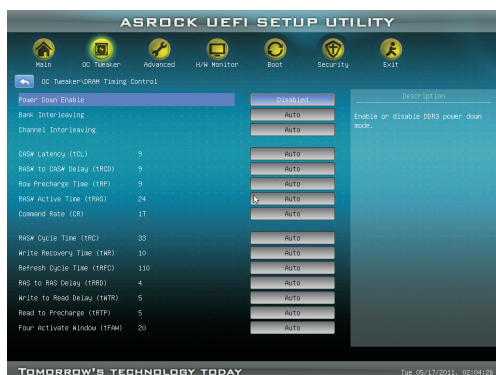 ASROCK UEFI SETUP UTILITY
Main OC Tweaker Advanced H/W Monitor Boot Security Exit
OC Tweaker\DRAM Timing Control
Description
Power Down Enable Disabled
Enable or disable DDR3 power down
mode.
Bank Interleaving Auto
Channel Interleaving Auto
CAS# Latency (tCL) 9 Auto
RAS# to CAS# Delay (tRCD) 9 Auto
Row Precharge Time (tRP) 9 Auto
RAS# Active Time (tRAS) 24 Auto
Command Rate (CR) 1T Auto
RAS# Cycle Time (tRC) 33 Auto
Write Recovery Time (tWR) 10 Auto
Refresh Cycle Time (tRFC) 110 Auto
RAS to RAS Delay (tRRD) 4 Auto
Write to Read Delay (tWTR) 5 Auto
Read to Precharge (tRTP) 5 Auto
Four Activate Window (tFAW) 20 Auto
TOMORROW'S TECHNOLOGY TODAY
Tue 05/17/2011, 02:04:26